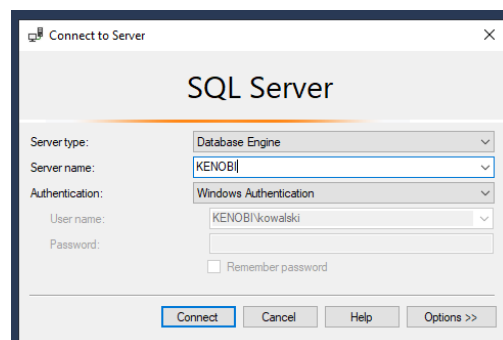 Connect to Server
SQL Server
Server type: Database Engine
Server name: KENOBI
Authentication: Windows Authentication
User name: KENOBI\kowalski
Password:
Remember password
Connect Cancel Help Options >>